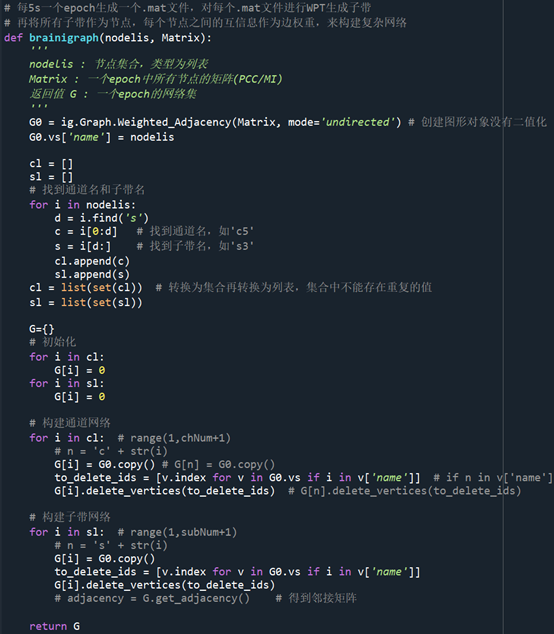 # 每5s一个epoch生成一个.mat文件，对每个.mat文件进行WPT生成子带
# 再将所有子带作为节点，每个节点之间的互信息作为边权重，来构建复杂网络
def brainigraph(nodelis, Matrix):
    '''
    nodelis : 节点集合，类型为列表
    Matrix : 一个epoch中所有节点的矩阵(PCC/MI)
    返回值 G : 一个epoch的网络集
    '''
    G0 = ig.Graph.Weighted_Adjacency(Matrix, mode='undirected') # 创建图形对象没有二值化
    G0.vs['name'] = nodelis
    cl = []
    sl = []
    # 找到通道名和子带名
    for i in nodelis:
        d = i.find('s')
        c = i[0:d]   # 找到通道名，如'c5'
        s = i[d:]    # 找到子带名，如's3'
        cl.append(c)
        sl.append(s)
    cl = list(set(cl))  # 转换为集合再转换为列表，集合中不能存在重复的值
    sl = list(set(sl))
    G={}
    # 初始化
    for i in cl:
        G[i] = 0
    for i in sl:
        G[i] = 0
    # 构建通道网络
    for i in cl:  # range(1,chNum+1)
        # n = 'c' + str(i)
        G[i] = G0.copy() # G[n] = G0.copy()
        to_delete_ids = [v.index for v in G0.vs if i in v['name']]  # if n in v['name']
        G[i].delete_vertices(to_delete_ids)  # G[n].delete_vertices(to_delete_ids)
    # 构建子带网络
    for i in sl:  # range(1,subNum+1)
        # n = 's' + str(i)
        G[i] = G0.copy()
        to_delete_ids = [v.index for v in G0.vs if i in v['name']]
        G[i].delete_vertices(to_delete_ids)
        # adjacency = G.get_adjacency()    # 得到邻接矩阵
    return G